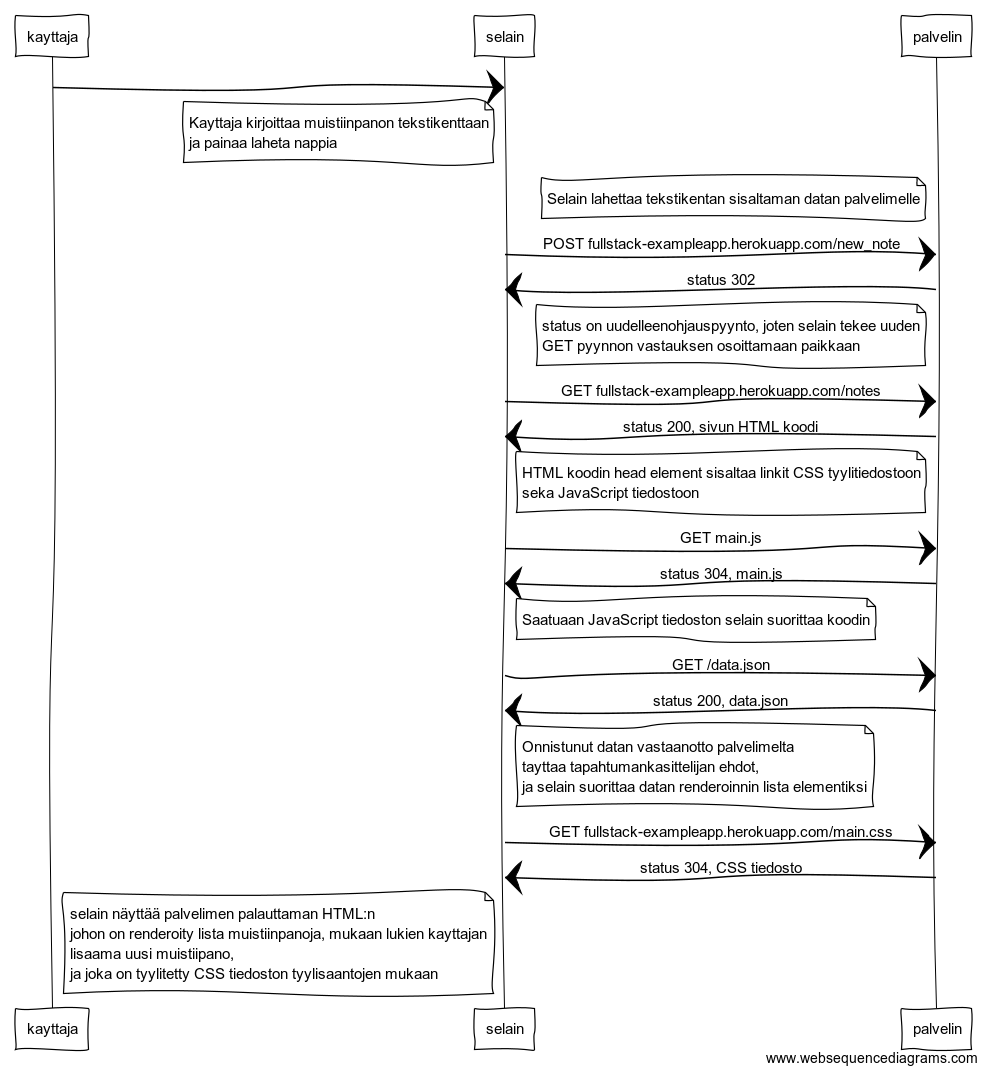 kayttaja
selain
palvelin
Kayttaja kirjoittaa muistiinpanon tekstikenttaan
ja painaa laheta nappia
Selain lahettaa tekstikentan sisaltaman datan palvelimelle
POST fullstack-exampleapp.herokuapp.com/new_note
status 302
status on uudelleenohjauspyynto, joten selain tekee uuden
GET pyynnon vastauksen osoittamaan paikkaan
GET fullstack-exampleapp.herokuapp.com/notes
status 200, sivun HTML koodi
HTML koodin head element sisaltaa linkit CSS tyylitiedostoon
seka JavaScript tiedostoon
GET main.js
status 304, main.js
Saatuaan JavaScript tiedoston selain suorittaa koodin
GET /data.json
status 200, data.json
Onnistunut datan vastaanotto palvelimelta
tayttaa tapahtumankasittelijan ehdot,
ja selain suorittaa datan renderoinnin lista elementiksi
GET fullstack-exampleapp.herokuapp.com/main.css
status 304, CSS tiedosto
selain näyttää palvelimen palauttaman HTML:n
johon on renderoity lista muistiinpanoja, mukaan lukien kayttajan
lisaama uusi muistiipano,
ja joka on tyylitetty CSS tiedoston tyylisaantojen mukaan
kayttaja
selain
palvelin
www.websequencediagrams.com